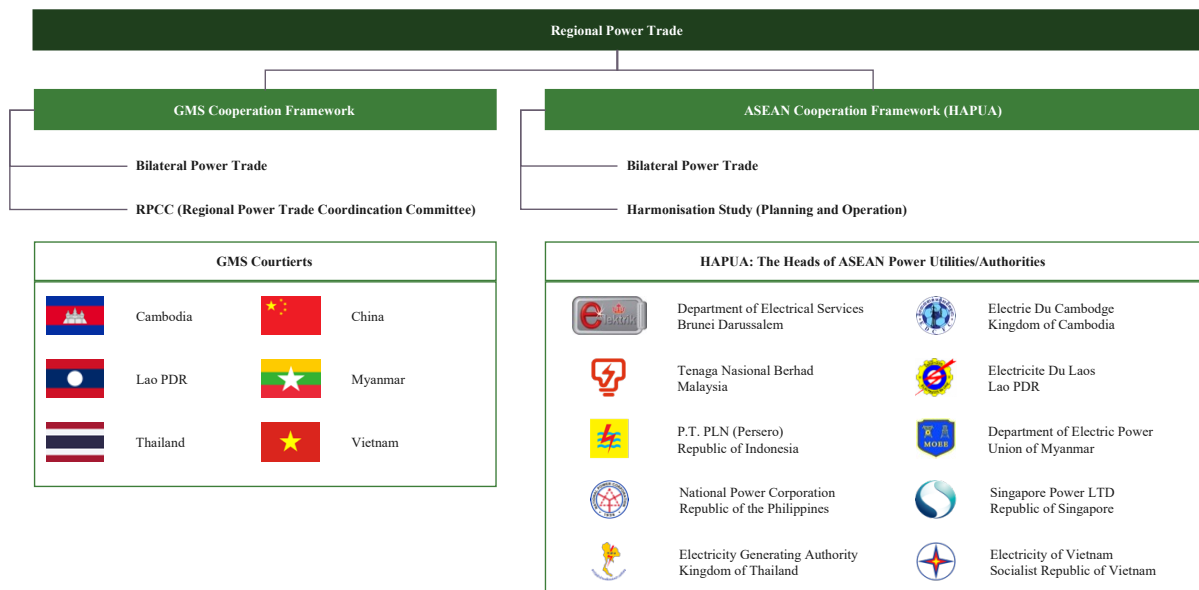 Regional Power Trade
GMS Cooperation Framework
Bilateral Power Trade
RPCC (Regional Power Trade Coordincation Committee)
GMS Courtierts
Cambodia
China
Lao PDR
Myanmar
Thailand
Vietnam
ASEAN Cooperation Framework (HAPUA)
Bilateral Power Trade
Harmonisation Study (Planning and Operation)
HAPUA: The Heads of ASEAN Power Utilities/Authorities
elektrik
Department of Electrical Services
Brunei Darussalem
Electrie Du Cambodge
Kingdom of Cambodia
Tenaga Nasional Berhad
Malaysia
Electricite Du Laos
Lao PDR
P.T. PLN (Persero)
Republic of Indonesia
MOEE
Department of Electric Power
Union of Myanmar
National Power Corporation
Republic of the Philippines
Singapore Power LTD
Republic of Singapore
Electricity Generating Authority
Kingdom of Thailand
Electricity of Vietnam
Socialist Republic of Vietnam